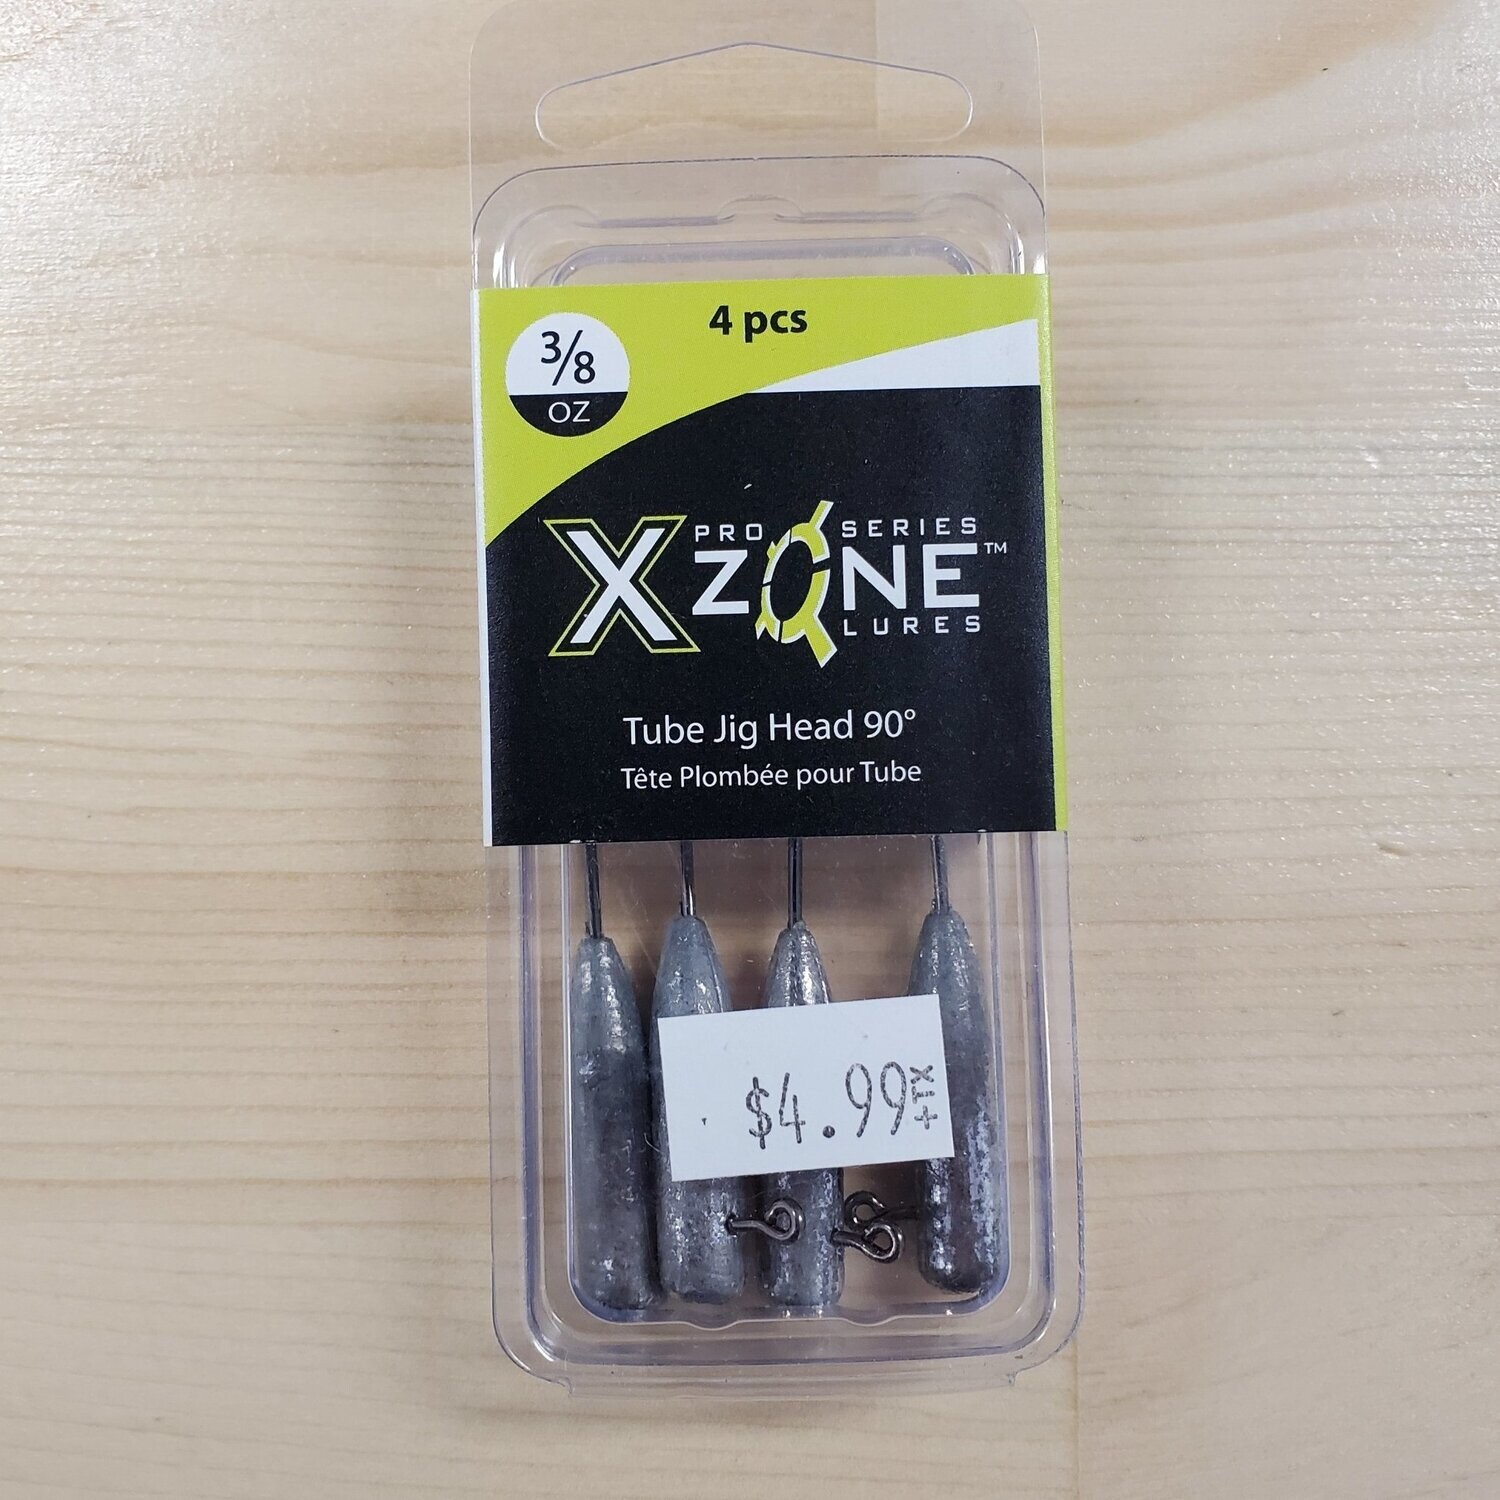 4 pcs
3/8
OZ
PRO SERIES
X ZONE™
LURES
Tube Jig Head 90°
Tête Plombée pour Tube
$4.99+TX